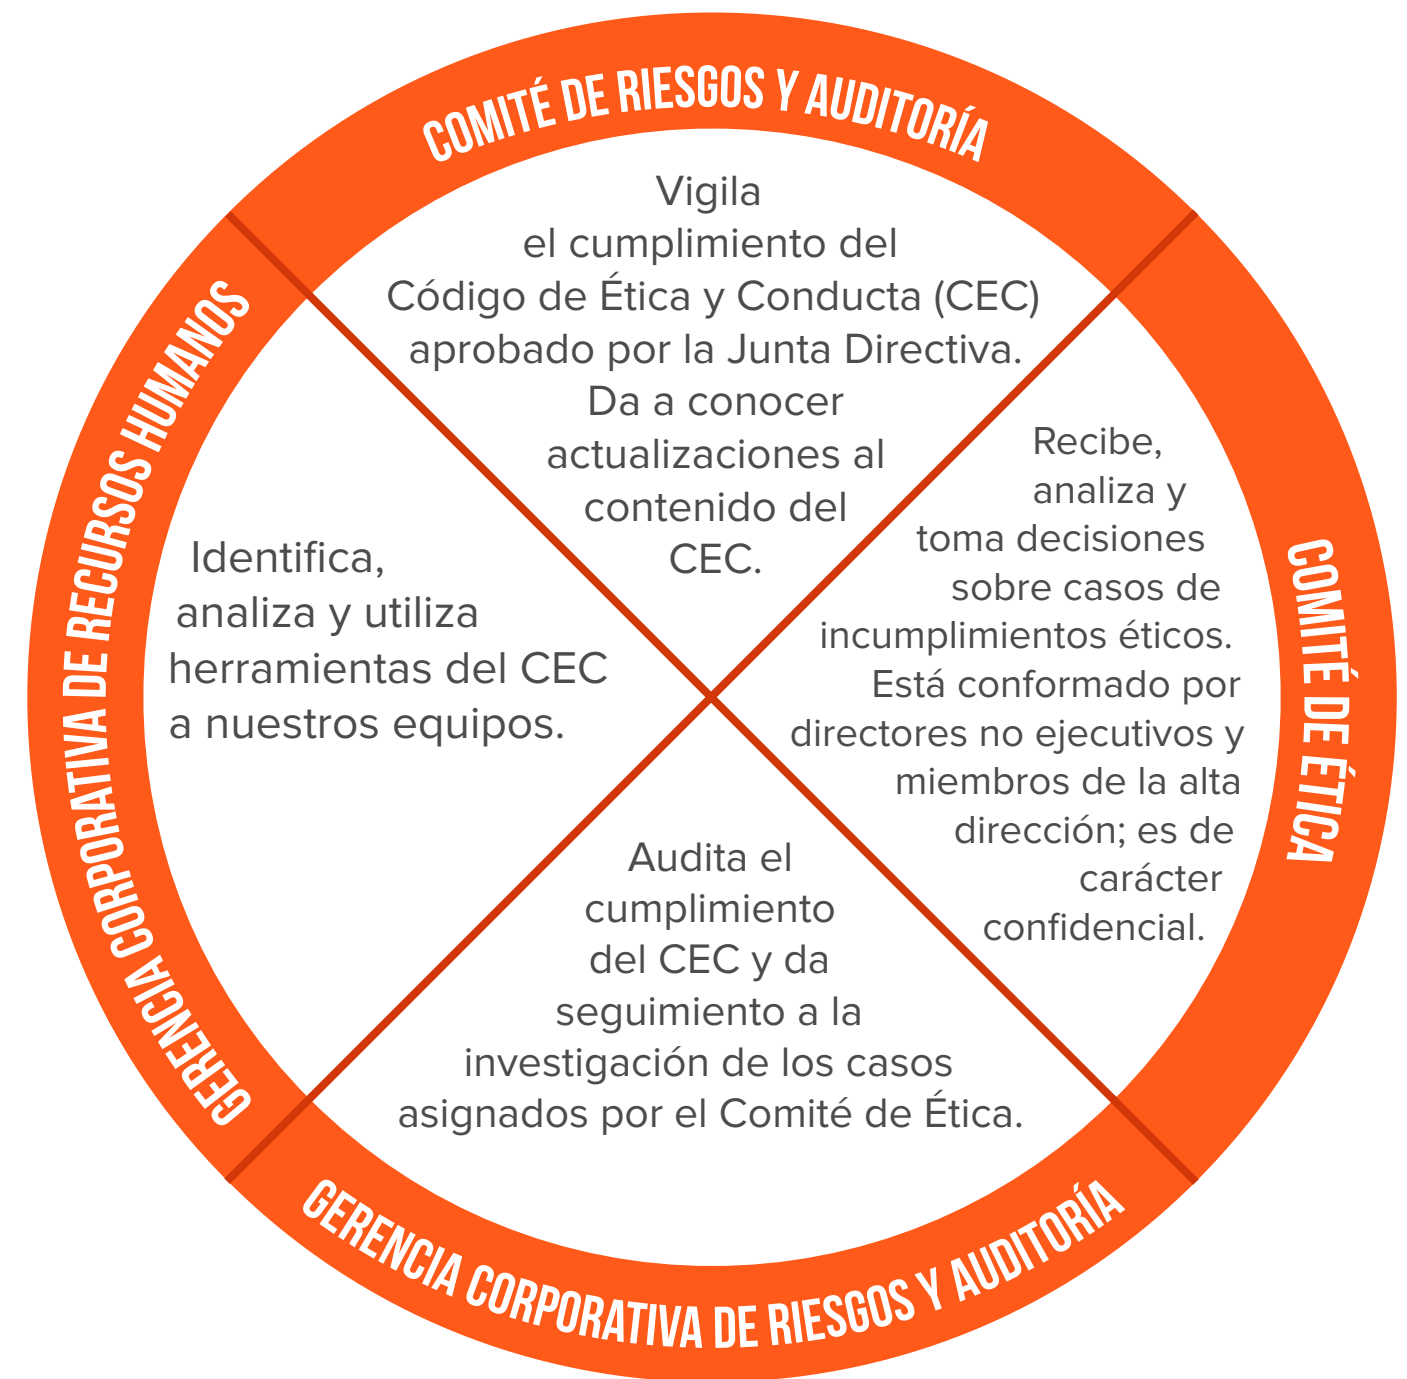 COMITÉ DE RIESGOS Y AUDITORÍA
Vigila
el cumplimiento del
Código de Ética y Conducta (CEC)
aprobado por la Junta Directiva.
Da a conocer
actualizaciones al
contenido del
CEC.
COMITÉ DE ÉTICA
Recibe,
analiza y
toma decisiones
sobre casos de
incumplimientos éticos.
Está conformado por
directores no ejecutivos y
miembros de la alta
dirección; es de
carácter
confidencial.
GERENCIA CORPORATIVA DE RIESGOS Y AUDITORÍA
Audita el
cumplimiento
del CEC y da
seguimiento a la
investigación de los casos
asignados por el Comité de Ética.
GERENCIA CORPORATIVA DE RECURSOS HUMANOS
Identifica,
analiza y utiliza
herramientas del CEC
a nuestros equipos.